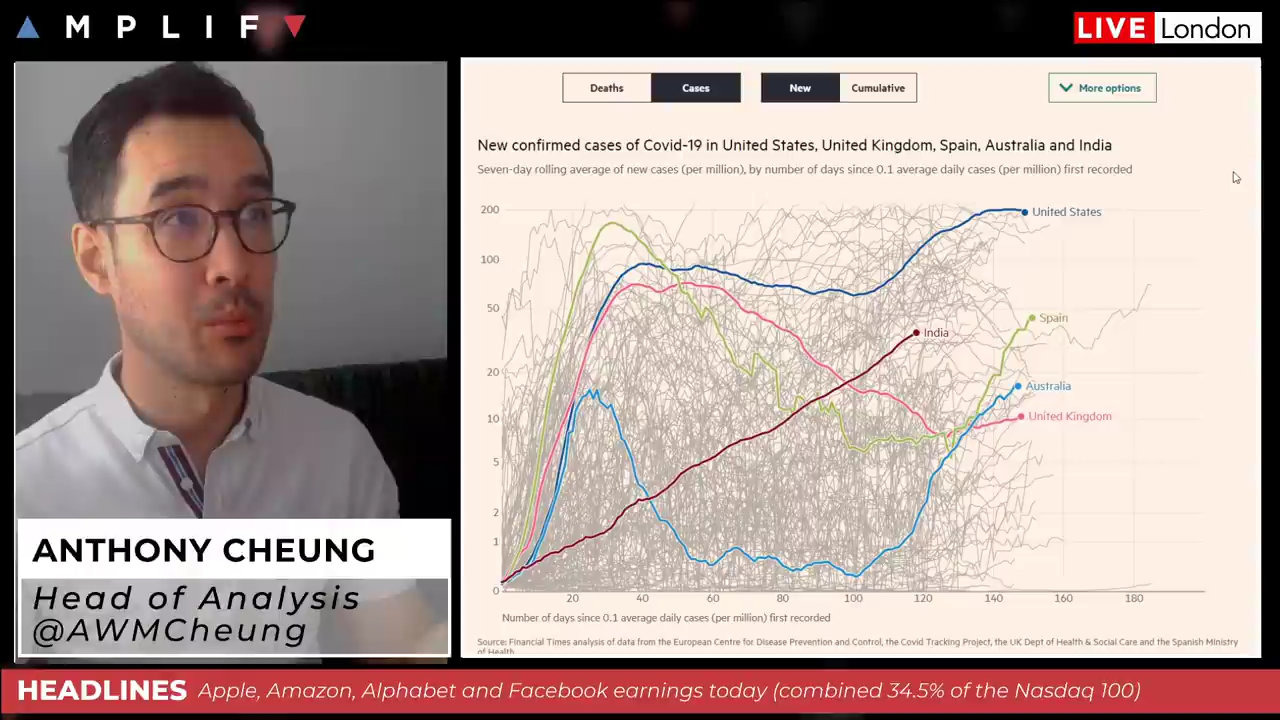 ▲ M P L I F ▼
LIVE London
Deaths Cases New Cumulative More options
New confirmed cases of Covid-19 in United States, United Kingdom, Spain, Australia and India
Seven-day rolling average of new cases (per million), by number of days since 0.1 average daily cases (per million) first recorded
200
100
50
20
10
5
2
1
0
United States
India
Spain
Australia
United Kingdom
20 40 60 80 100 120 140 160 180
Number of days since 0.1 average daily cases (per million) first recorded
Source: Financial Times analysis of data from the European Centre for Disease Prevention and Control, the Covid Tracking Project, the UK Dept of Health & Social Care and the Spanish Ministry
of Health
ANTHONY CHEUNG
Head of Analysis
@AWMCheung
HEADLINES Apple, Amazon, Alphabet and Facebook earnings today (combined 34.5% of the Nasdaq 100)